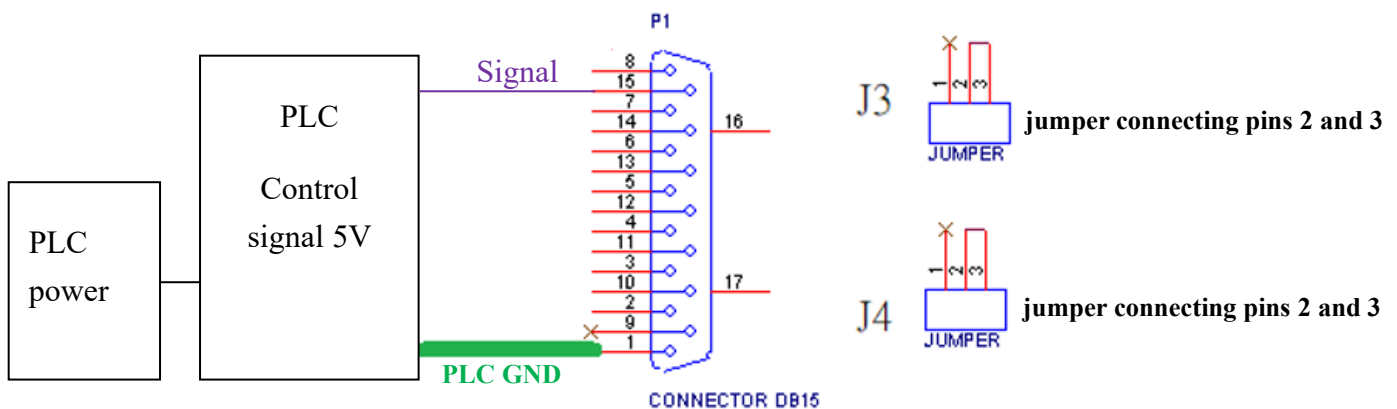 PLC
power
PLC
Control
signal 5V
Signal
PLC GND
P1
8
15
7
14
6
13
5
12
4
11
3
10
2
9
1
16
17
CONNECTOR DB15
J3
1
2
3
JUMPER
jumper connecting pins 2 and 3
J4
1
2
3
JUMPER
jumper connecting pins 2 and 3